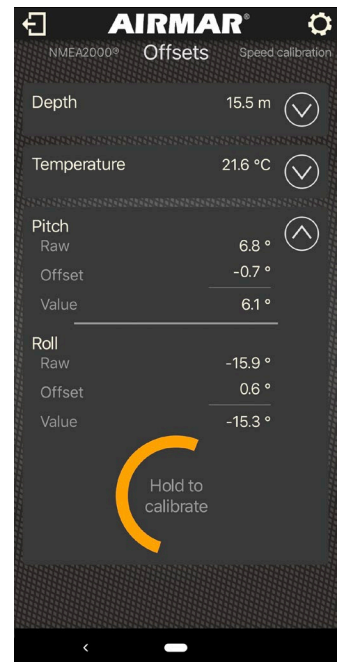 AIRMAR®
NMEA2000® Offsets Speed calibration
Depth 15.5 m
Temperature 21.6 °C
Pitch
Raw 6.8 °
Offset -0.7 °
Value 6.1 °
Roll
Raw -15.9 °
Offset 0.6 °
Value -15.3 °
Hold to
calibrate